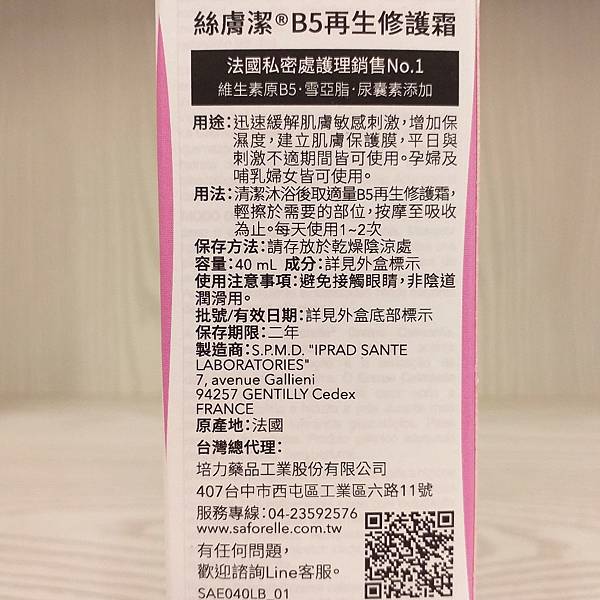 絲膚潔®B5再生修護霜
法國私密處護理銷售No.1
維生素原B5·雪亞脂·尿囊素添加
用途:迅速緩解肌膚敏感刺激,增加保
濕度,建立肌膚保護膜,平日與
刺激不適期間皆可使用。孕婦及
哺乳婦女皆可使用。
用法:清潔沐浴後取適量B5再生修護霜,
輕擦於需要的部位,按摩至吸收
為止。每天使用1~2次
保存方法:請存放於乾燥陰涼處
容量:40 mL 成分:詳見外盒標示
使用注意事項:避免接觸眼睛,非陰道
潤滑用。
批號/有效日期:詳見外盒底部標示
保存期限:二年
製造商:S.P.M.D. "IPRAD SANTE
LABORATORIES"
7, avenue Gallieni
94257 GENTILLY Cedex
FRANCE
原產地:法國
台灣總代理:
培力藥品工業股份有限公司
407台中市西屯區工業區六路11號
服務專線:04-23592576
www.saforelle.com.tw
有任何問題,
歡迎諮詢Line客服。
SAE040LB_01